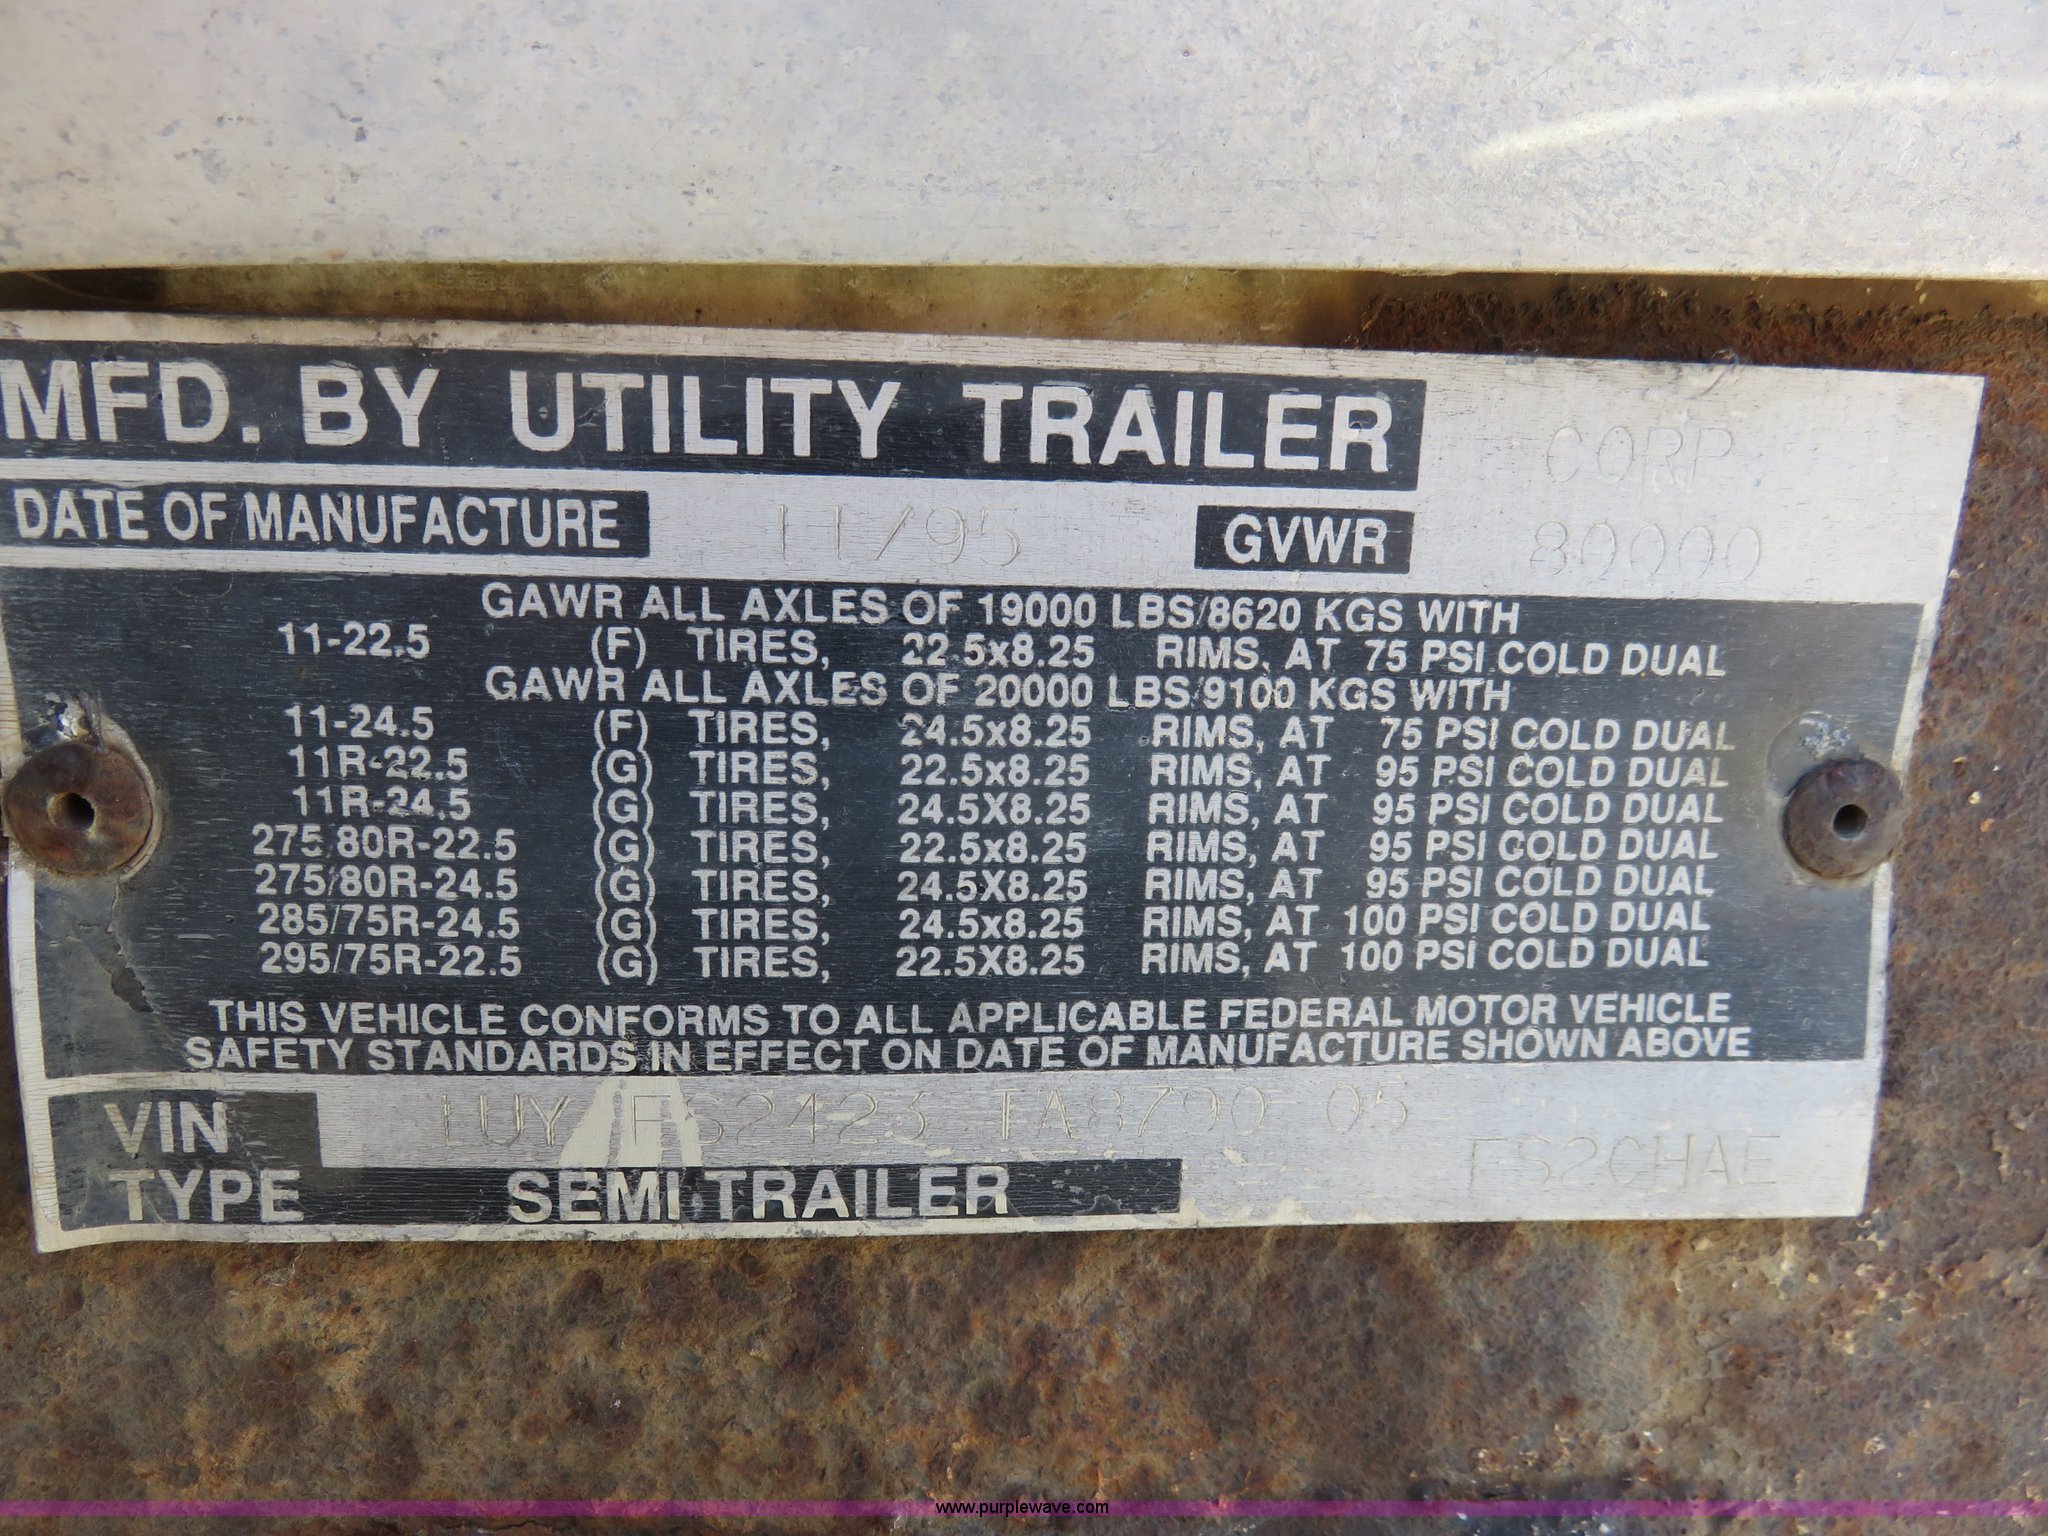 MFD. BY UTILITY TRAILER CORP
DATE OF MANUFACTURE 11/95 GVWR 80000
GAWR ALL AXLES OF 19000 LBS/8620 KGS WITH
11-22.5 (F) TIRES, 22.5x8.25 RIMS, AT 75 PSI COLD DUAL
GAWR ALL AXLES OF 20000 LBS/9100 KGS WITH
11-24.5 (F) TIRES, 24.5x8.25 RIMS, AT 75 PSI COLD DUAL
11R-22.5 (G) TIRES, 22.5x8.25 RIMS, AT 95 PSI COLD DUAL
11R-24.5 (G) TIRES, 24.5X8.25 RIMS, AT 95 PSI COLD DUAL
275/80R-22.5 (G) TIRES, 22.5x8.25 RIMS, AT 95 PSI COLD DUAL
275/80R-24.5 (G) TIRES, 24.5X8.25 RIMS, AT 95 PSI COLD DUAL
285/75R-24.5 (G) TIRES, 24.5x8.25 RIMS, AT 100 PSI COLD DUAL
295/75R-22.5 (G) TIRES, 22.5X8.25 RIMS, AT 100 PSI COLD DUAL
THIS VEHICLE CONFORMS TO ALL APPLICABLE FEDERAL MOTOR VEHICLE
SAFETY STANDARDS IN EFFECT ON DATE OF MANUFACTURE SHOWN ABOVE
VIN 1UY FS2423 TA8790 05
TYPE SEMI TRAILER FS2CHAE
www.purplewave.com